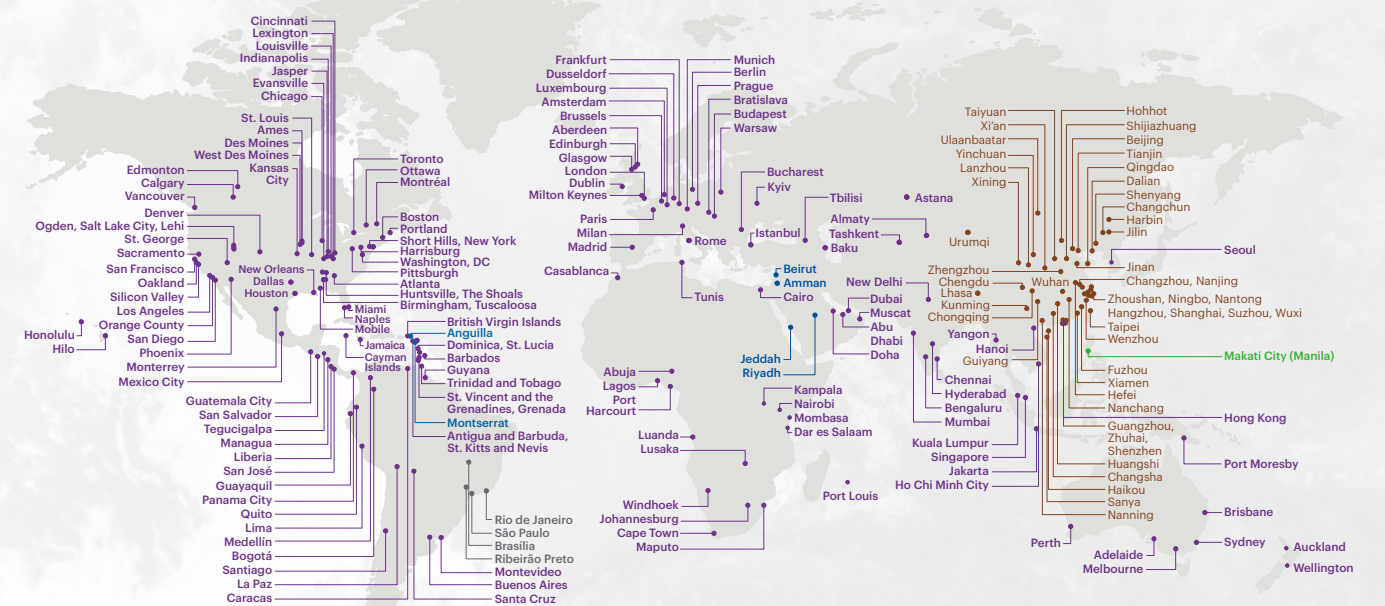 Cincinnati
Lexington
Louisville
Indianapolis
Jasper
Evansville
Chicago
St. Louis
Ames
Des Moines
West Des Moines
Kansas
City
Edmonton
Calgary
Vancouver
Denver
Ogden, Salt Lake City, Lehi
St. George
Sacramento
San Francisco
Oakland
Silicon Valley
Los Angeles
Orange County
San Diego
Phoenix
Monterrey
Mexico City
Honolulu
Hilo
New Orleans
Dallas
Houston
Toronto
Ottawa
Montréal
Boston
Portland
Short Hills, New York
Harrisburg
Washington, DC
Pittsburgh
Atlanta
Huntsville, The Shoals
Birmingham, Tuscaloosa
Miami
Naples
Mobile
Jamaica
Cayman
Islands
British Virgin Islands
Anguilla
Dominica, St. Lucia
Barbados
Guyana
Trinidad and Tobago
St. Vincent and the
Grenadines, Grenada
Montserrat
Antigua and Barbuda,
St. Kitts and Nevis
Guatemala City
San Salvador
Tegucigalpa
Managua
Liberia
San José
Guayaquil
Panama City
Quito
Lima
Medellín
Bogotá
Santiago
La Paz
Caracas
Rio de Janeiro
São Paulo
Brasília
Ribeirão Preto
Montevideo
Buenos Aires
Santa Cruz
Frankfurt
Dusseldorf
Luxembourg
Amsterdam
Brussels
Aberdeen
Edinburgh
Glasgow
London
Dublin
Milton Keynes
Paris
Milan
Madrid
Casablanca
Munich
Berlin
Prague
Bratislava
Budapest
Warsaw
Bucharest
Kyiv
Rome
Istanbul
Tbilisi
Astana
Almaty
Tashkent
Baku
Tunis
Beirut
Amman
Cairo
Jeddah
Riyadh
New Delhi
Dubai
Muscat
Abu
Dhabi
Doha
Abuja
Lagos
Port
Harcourt
Luanda
Lusaka
Windhoek
Johannesburg
Cape Town
Maputo
Kampala
Nairobi
Mombasa
Dar es Salaam
Port Louis
Chennai
Hyderabad
Bengaluru
Mumbai
Kuala Lumpur
Singapore
Jakarta
Ho Chi Minh City
Yangon
Hanoi
Guiyang
Taiyuan
Xi'an
Ulaanbaatar
Yinchuan
Lanzhou
Xining
Urumqi
Zhengzhou
Chengdu
Lhasa
Kunming
Chongqing
Wuhan
Hohhot
Shijiazhuang
Beijing
Tianjin
Qingdao
Dalian
Shenyang
Changchun
Harbin
Jilin
Seoul
Jinan
Changzhou, Nanjing
Zhoushan, Ningbo, Nantong
Hangzhou, Shanghai, Suzhou, Wuxi
Taipei
Wenzhou
Makati City (Manila)
Fuzhou
Xiamen
Hefei
Nanchang
Hong Kong
Guangzhou,
Zhuhai,
Shenzhen
Huangshi
Changsha
Haikou
Sanya
Nanning
Port Moresby
Brisbane
Sydney
Perth
Adelaide
Melbourne
Auckland
Wellington